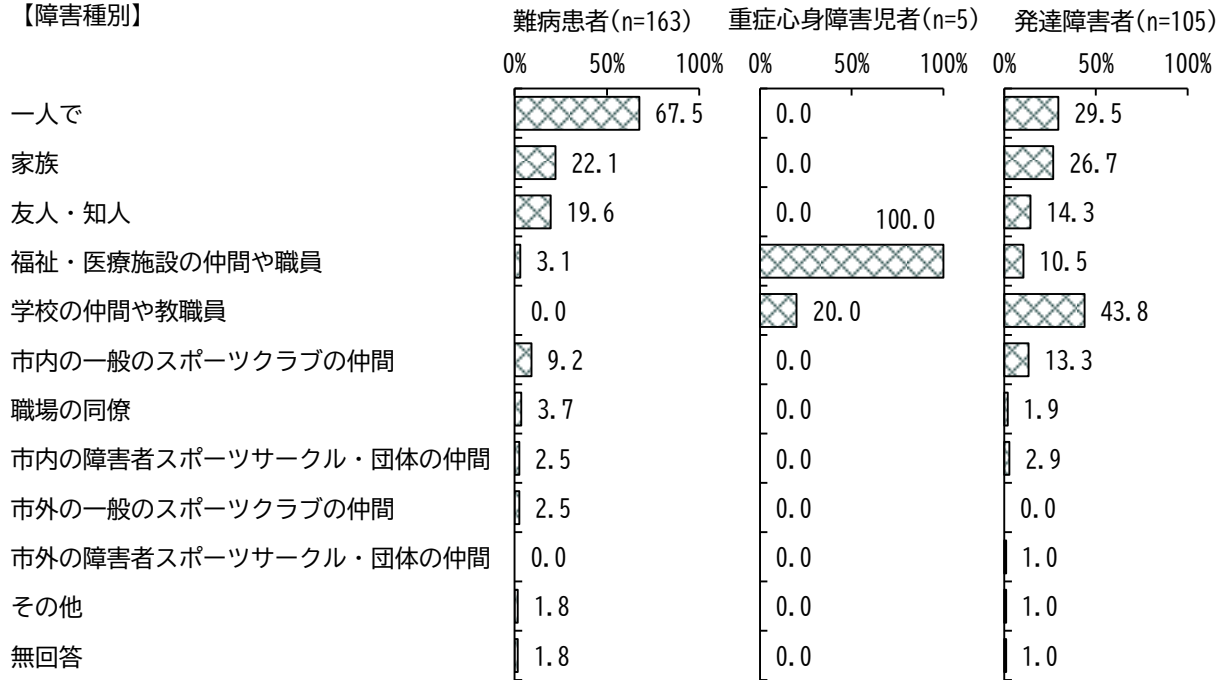 【障害種別】
難病患者(n=163) 重症心身障害児者(n=5) 発達障害者(n=105)
0% 50% 100% 0% 50% 100% 0% 50% 100%
一人で 67.5 0.0 29.5
家族 22.1 0.0 26.7
友人・知人 19.6 0.0 14.3
福祉・医療施設の仲間や職員 3.1 100.0 10.5
学校の仲間や教職員 0.0 20.0 43.8
市内の一般のスポーツクラブの仲間 9.2 0.0 13.3
職場の同僚 3.7 0.0 1.9
市内の障害者スポーツサークル・団体の仲間 2.5 0.0 2.9
市外の一般のスポーツクラブの仲間 2.5 0.0 0.0
市外の障害者スポーツサークル・団体の仲間 0.0 0.0 1.0
その他 1.8 0.0 1.0
無回答 1.8 0.0 1.0